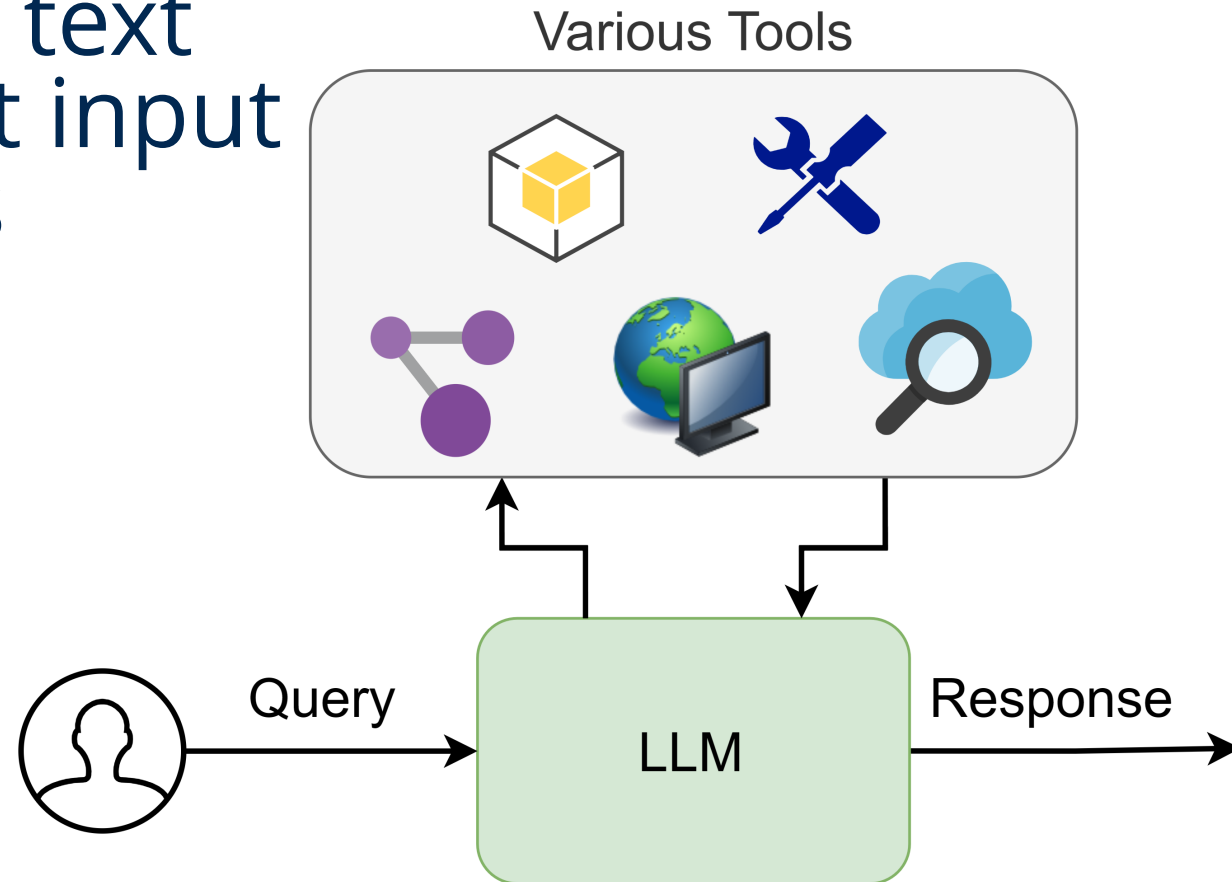 text
t input
Various Tools
Query
LLM
Response